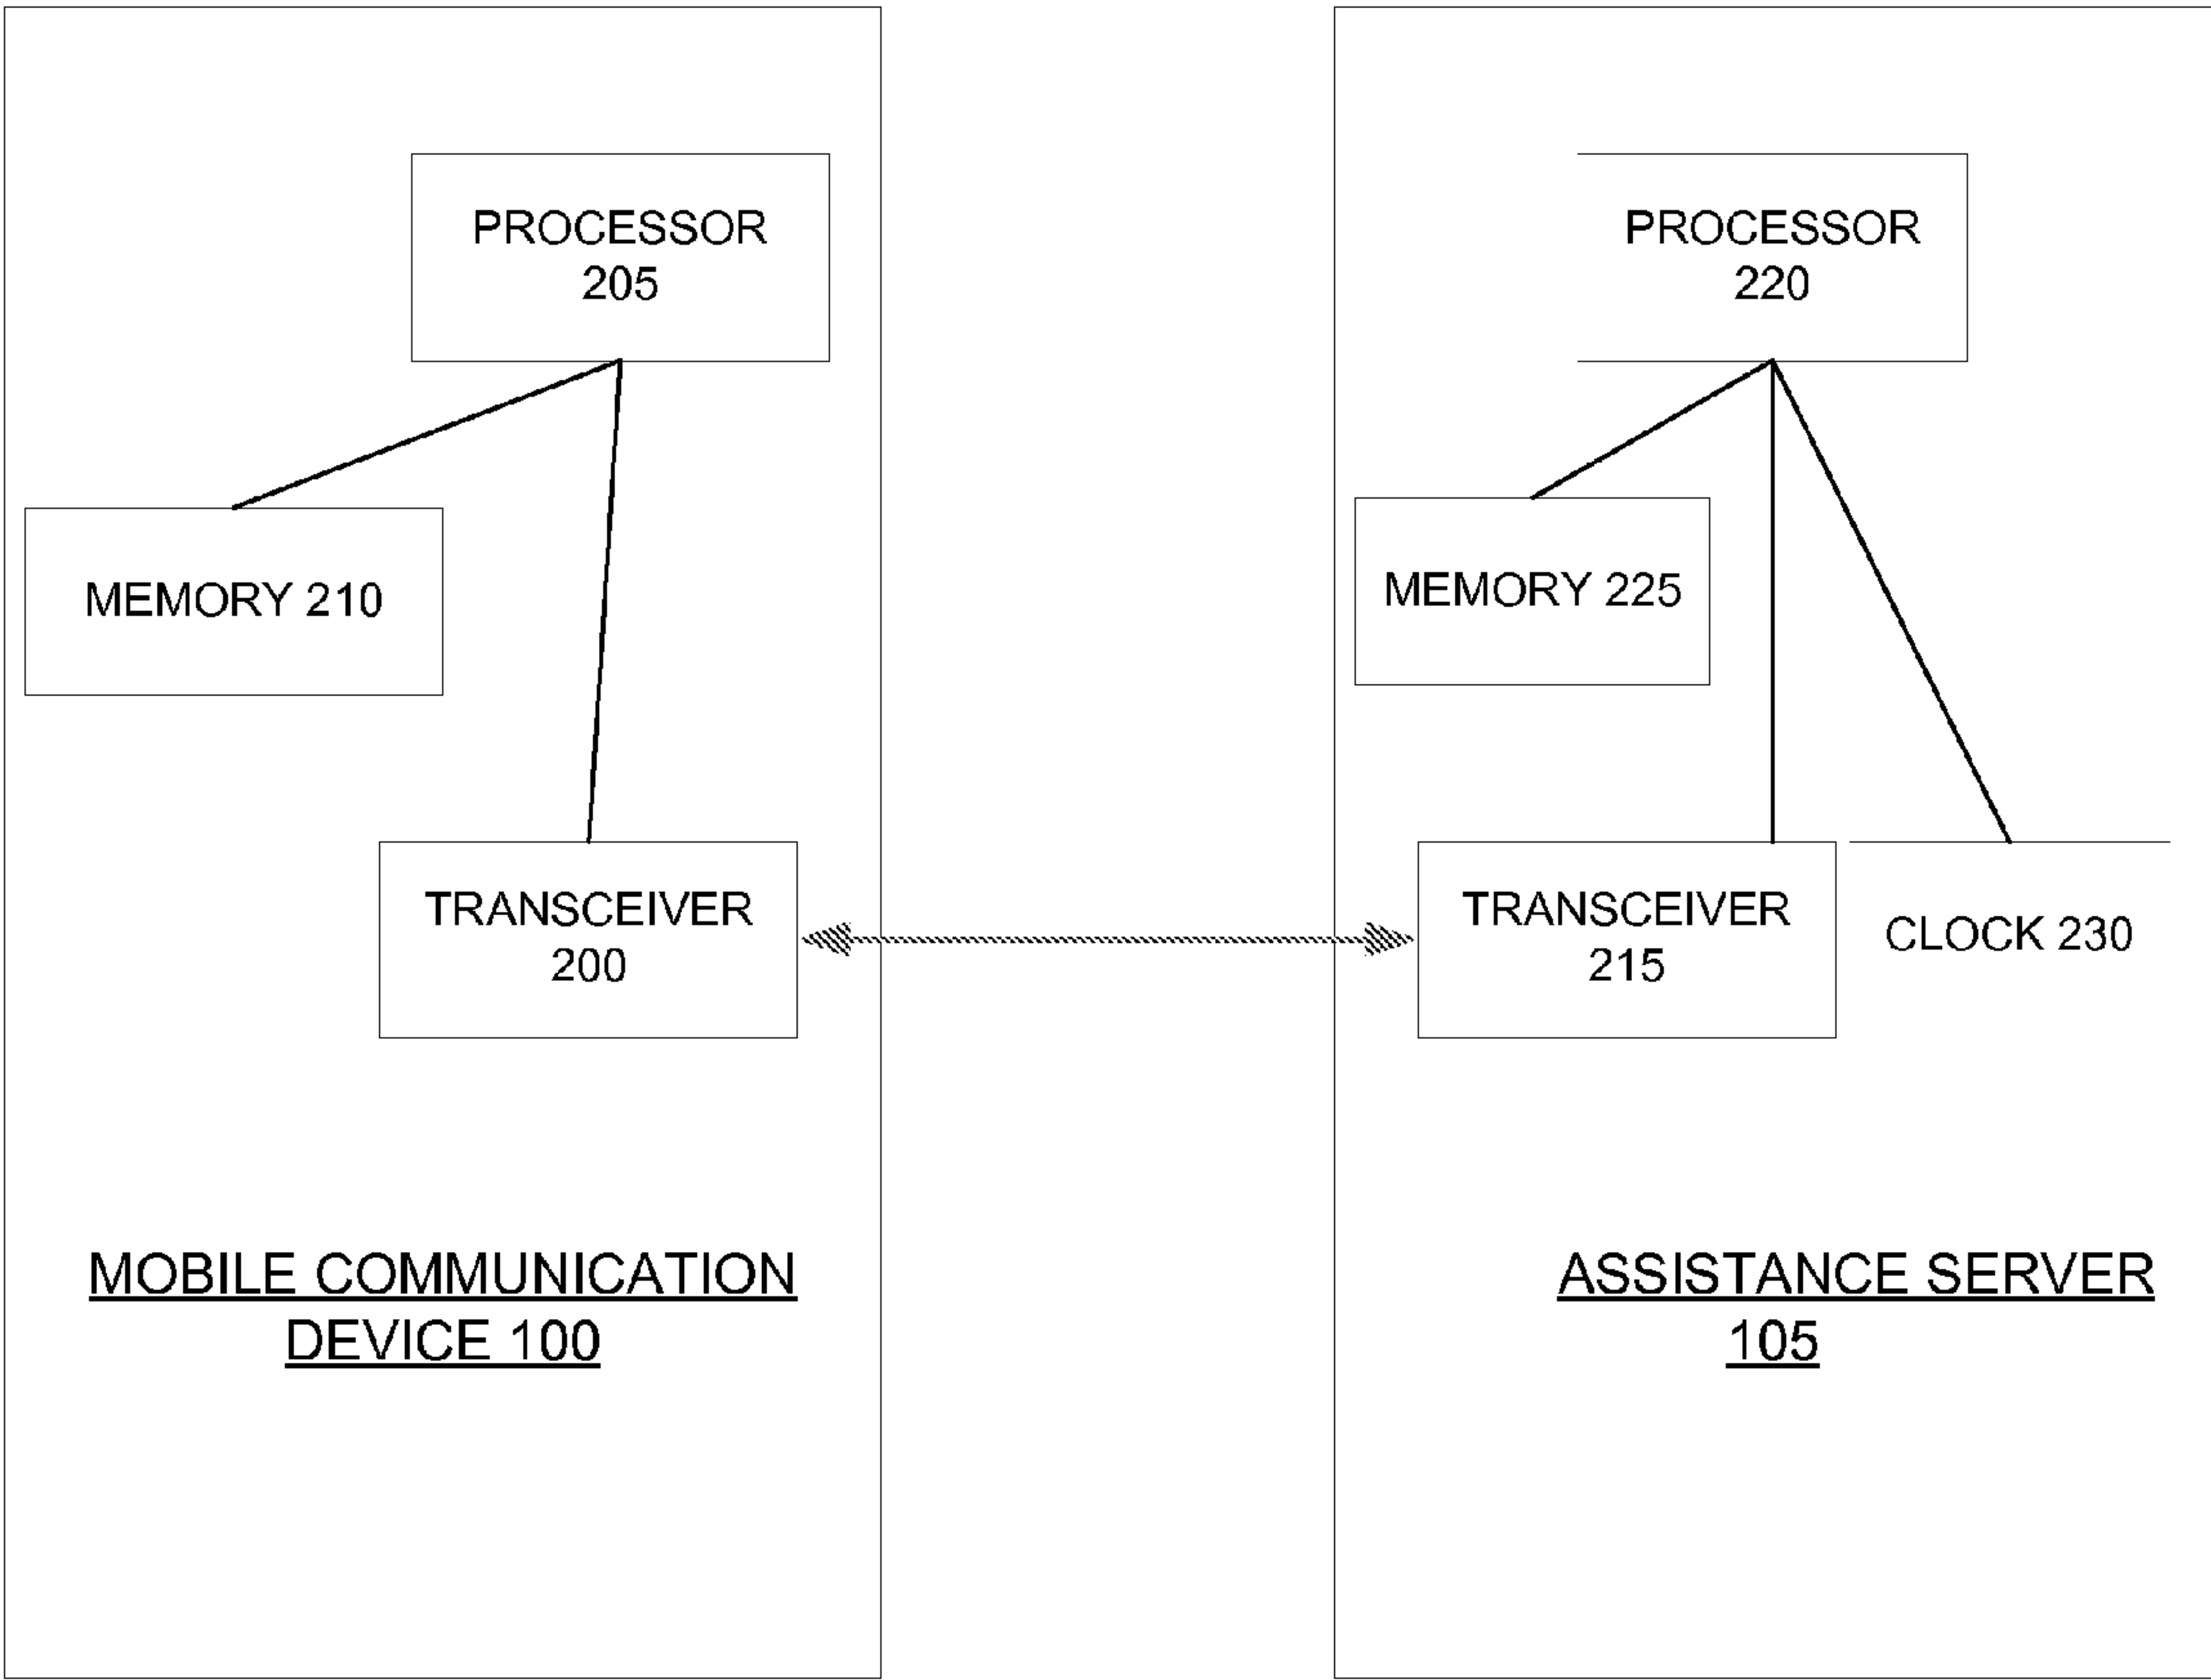 PROCESSOR
205
MEMORY 210
TRANSCEIVER
200
MOBILE COMMUNICATION
DEVICE 100
PROCESSOR
220
MEMORY 225
TRANSCEIVER
215
CLOCK 230
ASSISTANCE SERVER
105